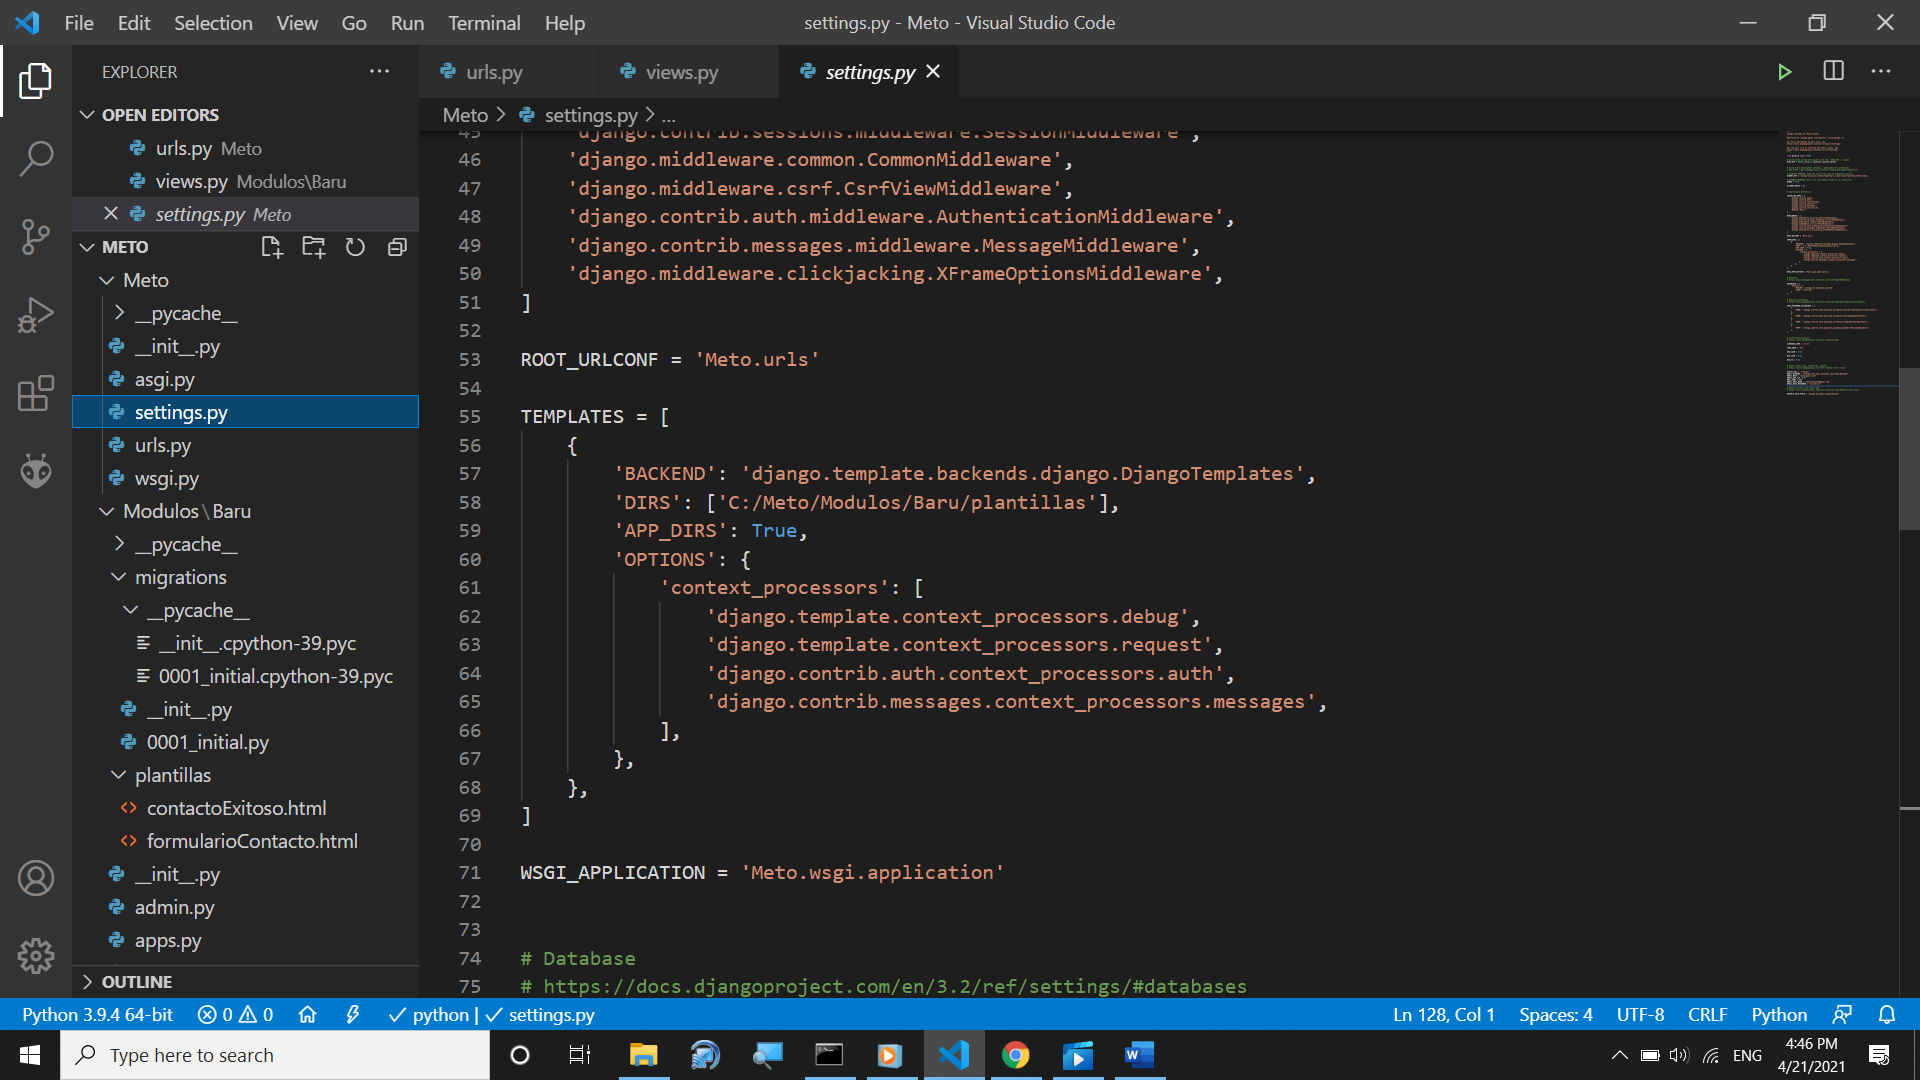 File Edit Selection View Go Run Terminal Help
settings.py - Meto - Visual Studio Code
EXPLORER
OPEN EDITORS
urls.py Meto
views.py Modulos\Baru
settings.py Meto
METO
Meto
__pycache__
__init__.py
asgi.py
settings.py
urls.py
wsgi.py
Modulos\Baru
__pycache__
migrations
__pycache__
__init__.cpython-39.pyc
0001_initial.cpython-39.pyc
__init__.py
0001_initial.py
plantillas
contactoExitoso.html
formularioContacto.html
__init__.py
admin.py
apps.py
OUTLINE
urls.py views.py settings.py
Meto > settings.py > ...
45 'django.contrib.sessions.middleware.SessionMiddleware',
46 'django.middleware.common.CommonMiddleware',
47 'django.middleware.csrf.CsrfViewMiddleware',
48 'django.contrib.auth.middleware.AuthenticationMiddleware',
49 'django.contrib.messages.middleware.MessageMiddleware',
50 'django.middleware.clickjacking.XFrameOptionsMiddleware',
51 ]
52
53 ROOT_URLCONF = 'Meto.urls'
54
55 TEMPLATES = [
56 {
57 'BACKEND': 'django.template.backends.django.DjangoTemplates',
58 'DIRS': ['C:/Meto/Modulos/Baru/plantillas'],
59 'APP_DIRS': True,
60 'OPTIONS': {
61 'context_processors': [
62 'django.template.context_processors.debug',
63 'django.template.context_processors.request',
64 'django.contrib.auth.context_processors.auth',
65 'django.contrib.messages.context_processors.messages',
66 ],
67 },
68 },
69 ]
70
71 WSGI_APPLICATION = 'Meto.wsgi.application'
72
73
74 # Database
75 # https://docs.djangoproject.com/en/3.2/ref/settings/#databases
Python 3.9.4 64-bit 0 0 python | settings.py
Ln 128, Col 1 Spaces: 4 UTF-8 CRLF Python
Type here to search
ENG
4:46 PM
4/21/2021